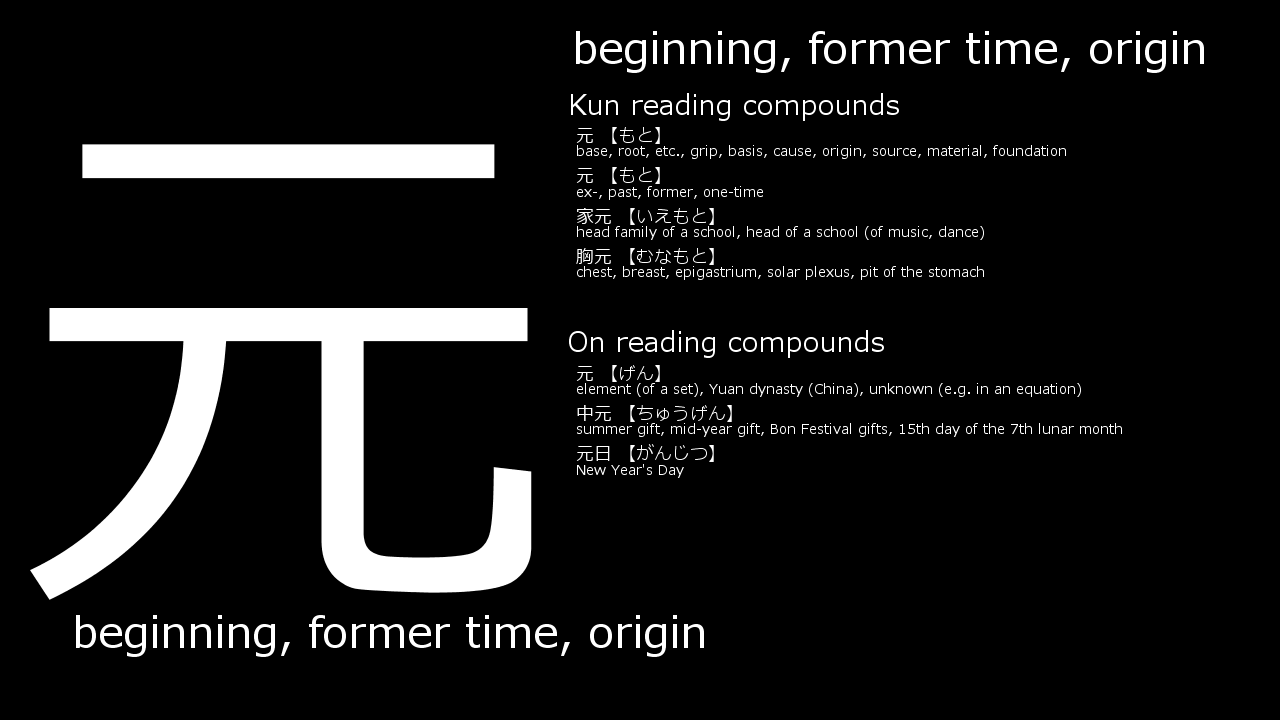 元
beginning, former time, origin
beginning, former time, origin
Kun reading compounds
元 【もと】
base, root, etc., grip, basis, cause, origin, source, material, foundation
元 【もと】
ex-, past, former, one-time
家元 【いえもと】
head family of a school, head of a school (of music, dance)
胸元 【むなもと】
chest, breast, epigastrium, solar plexus, pit of the stomach
On reading compounds
元 【げん】
element (of a set), Yuan dynasty (China), unknown (e.g. in an equation)
中元 【ちゅうげん】
summer gift, mid-year gift, Bon Festival gifts, 15th day of the 7th lunar month
元日 【がんじつ】
New Year's Day